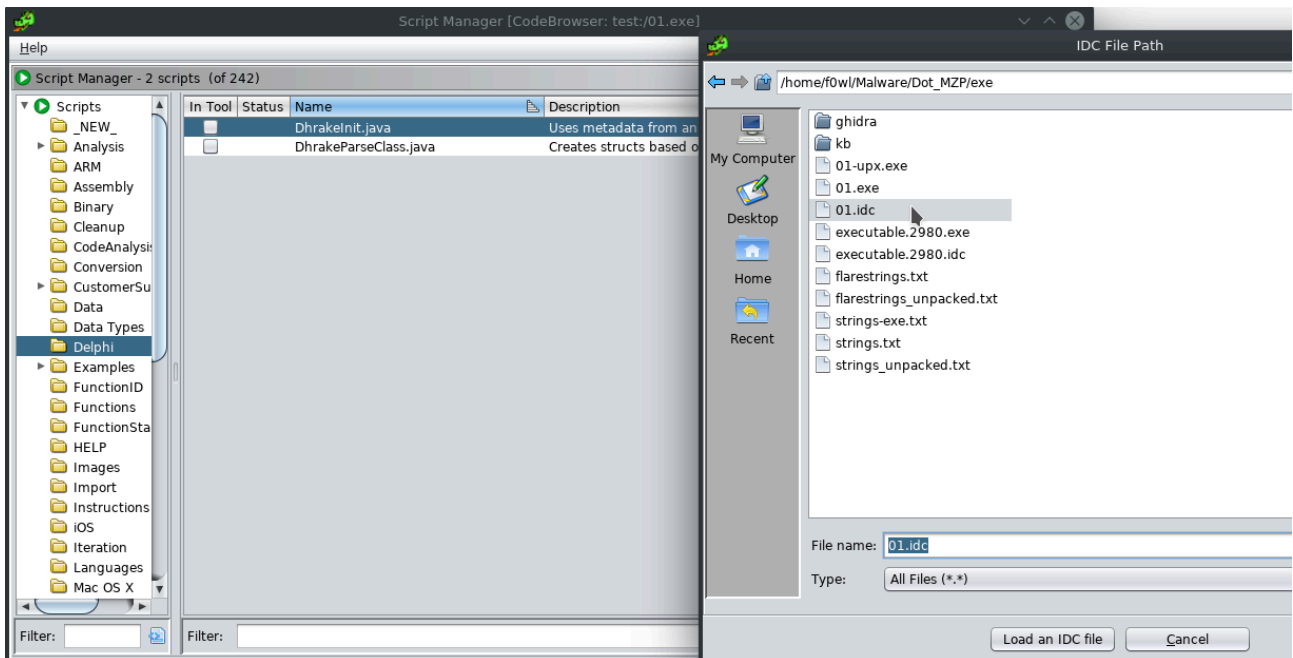 Script Manager [CodeBrowser: test:/01.exe]
Help
Script Manager - 2 scripts (of 242)
Scripts
_NEW_
Analysis
ARM
Assembly
Binary
Cleanup
CodeAnalysis
Conversion
CustomerSu
Data
Data Types
Delphi
Examples
FunctionID
Functions
FunctionSta
HELP
Images
Import
Instructions
iOS
Iteration
Languages
Mac OS X
Filter:
In Tool Status Name Description
DhrakeInit.java Uses metadata from an
DhrakeParseClass.java Creates structs based o
Filter:
IDC File Path
/home/f0wl/Malware/Dot_MZP/exe
My Computer
Desktop
Home
Recent
ghidra
kb
01-upx.exe
01.exe
01.idc
executable.2980.exe
executable.2980.idc
flarestrings.txt
flarestrings_unpacked.txt
strings-exe.txt
strings.txt
strings_unpacked.txt
File name: 01.idc
Type: All Files (*.*)
Load an IDC file Cancel